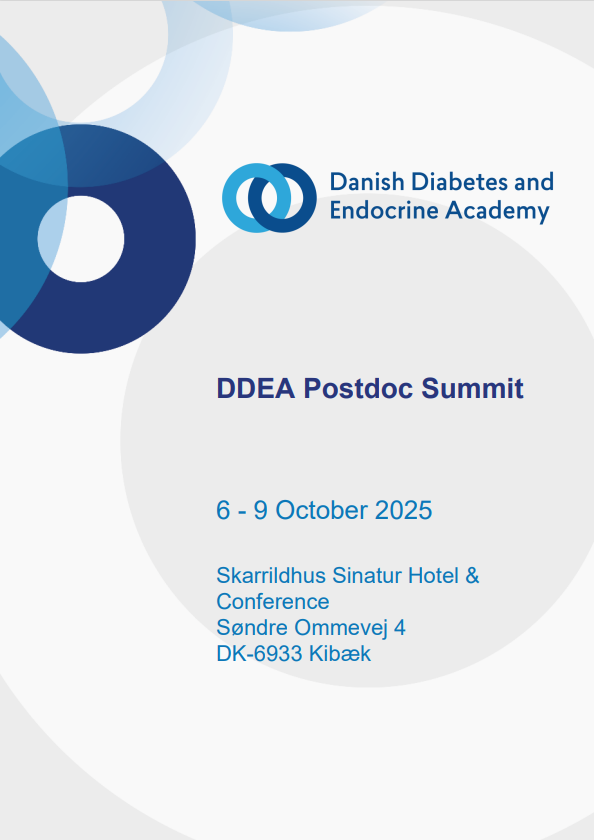 Danish Diabetes and
Endocrine Academy
DDEA Postdoc Summit
6 - 9 October 2025
Skarrildhus Sinatur Hotel &
Conference
Søndre Ommevej 4
DK-6933 Kibæk